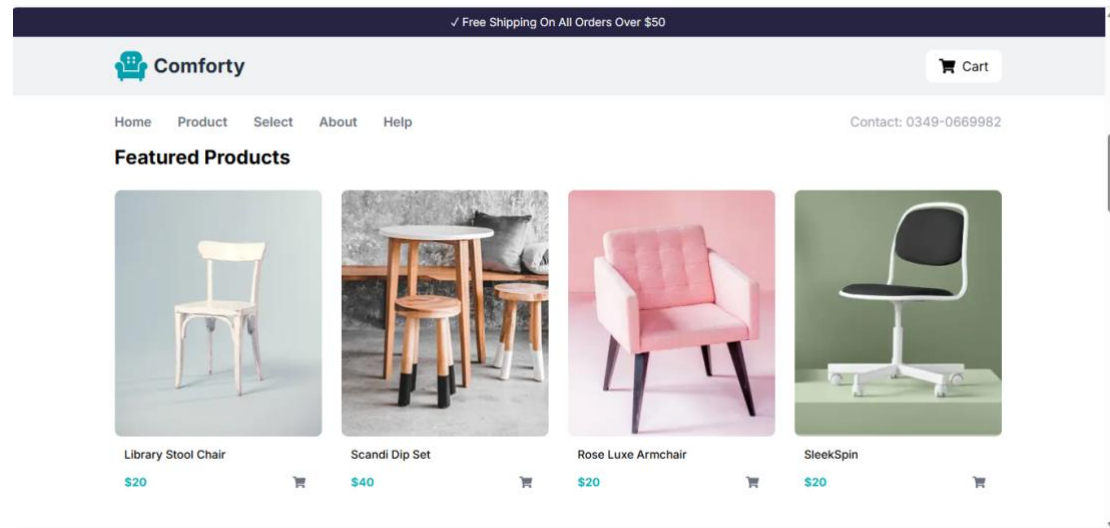 ✓ Free Shipping On All Orders Over $50
Comforty
Cart
Home Product Select About Help
Contact: 0349-0669982
Featured Products
Library Stool Chair
Scandi Dip Set
Rose Luxe Armchair
SleekSpin
$20
$40
$20
$20